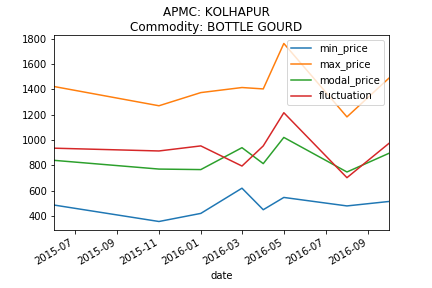 APMC: KOLHAPUR
Commodity: BOTTLE GOURD
1800
1600
1400
1200
1000
800
600
400
min_price
max_price
modal_price
fluctuation
2015-07
2015-09
2015-11
2016-01
2016-03
2016-05
2016-07
2016-09
date